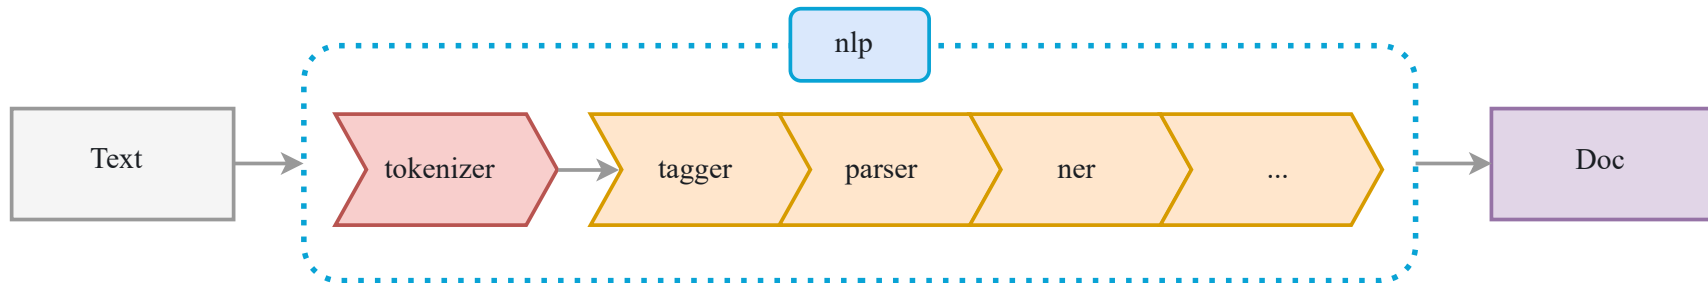 nlp
Text
tokenizer
tagger
parser
ner
...
Doc